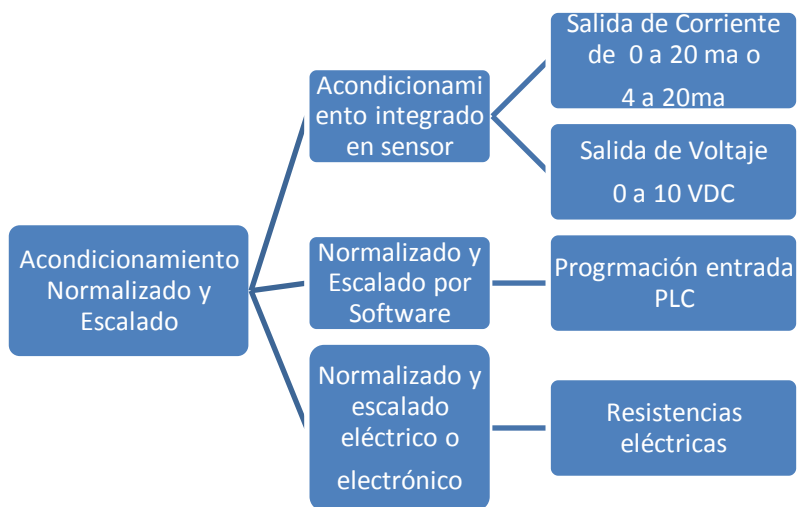 Acondicionamiento
Normalizado y
Escalado
Acondicionami
ento integrado
en sensor
Salida de Corriente
de 0 a 20 ma o
4 a 20ma
Salida de Voltaje
0 a 10 VDC
Normalizado y
Escalado por
Software
Progrmación entrada
PLC
Normalizado y
escalado
eléctrico o
electrónico
Resistencias
eléctricas